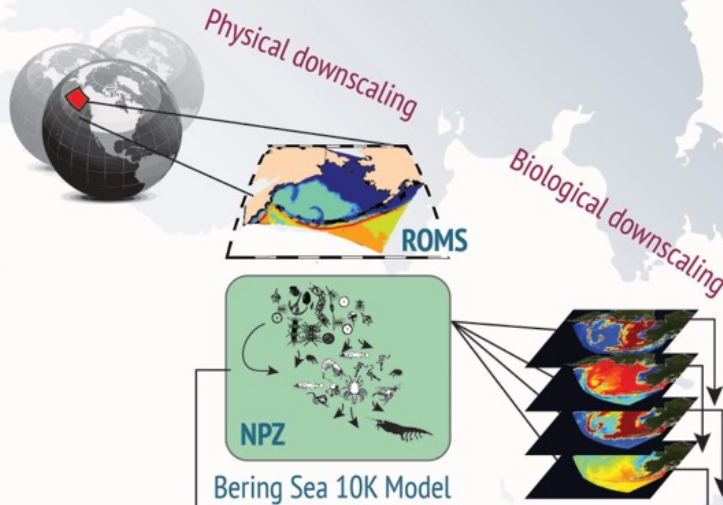 Physical downscaling
Biological downscaling
ROMS
NPZ
Bering Sea 10K Model